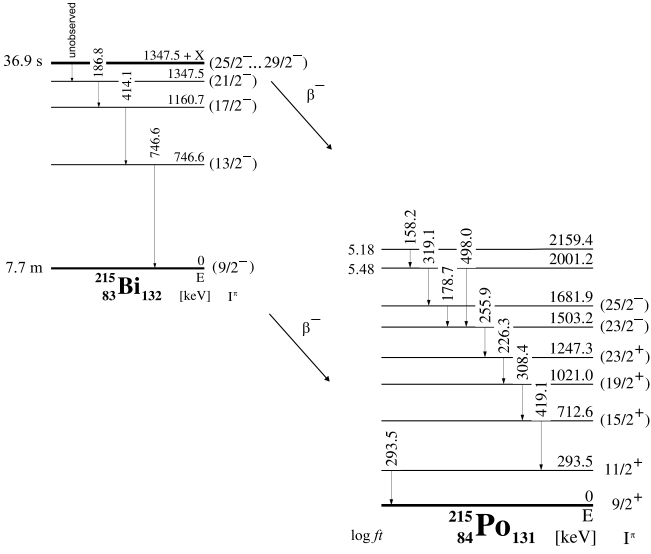 unobserved
36.9 s 186.8 1347.5 + X (25/2⁻...29/2⁻)
414.1 1347.5 (21/2⁻)
1160.7 (17/2⁻)
β⁻
746.6 746.6 (13/2⁻)
7.7 m 0 (9/2⁻)
²¹⁵₈₃Bi₁₃₂ E [keV] Iᵖ
β⁻
5.18 158.2 2159.4
5.48 319.1 498.0 2001.2
178.7 1681.9 (25/2⁻)
255.9 1503.2 (23/2⁻)
226.3 1247.3 (23/2⁺)
308.4 1021.0 (19/2⁺)
419.1 712.6 (15/2⁺)
293.5 293.5 11/2⁺
0 9/2⁺
log ft ²¹⁵₈₄Po₁₃₁ E [keV] Iᵖ